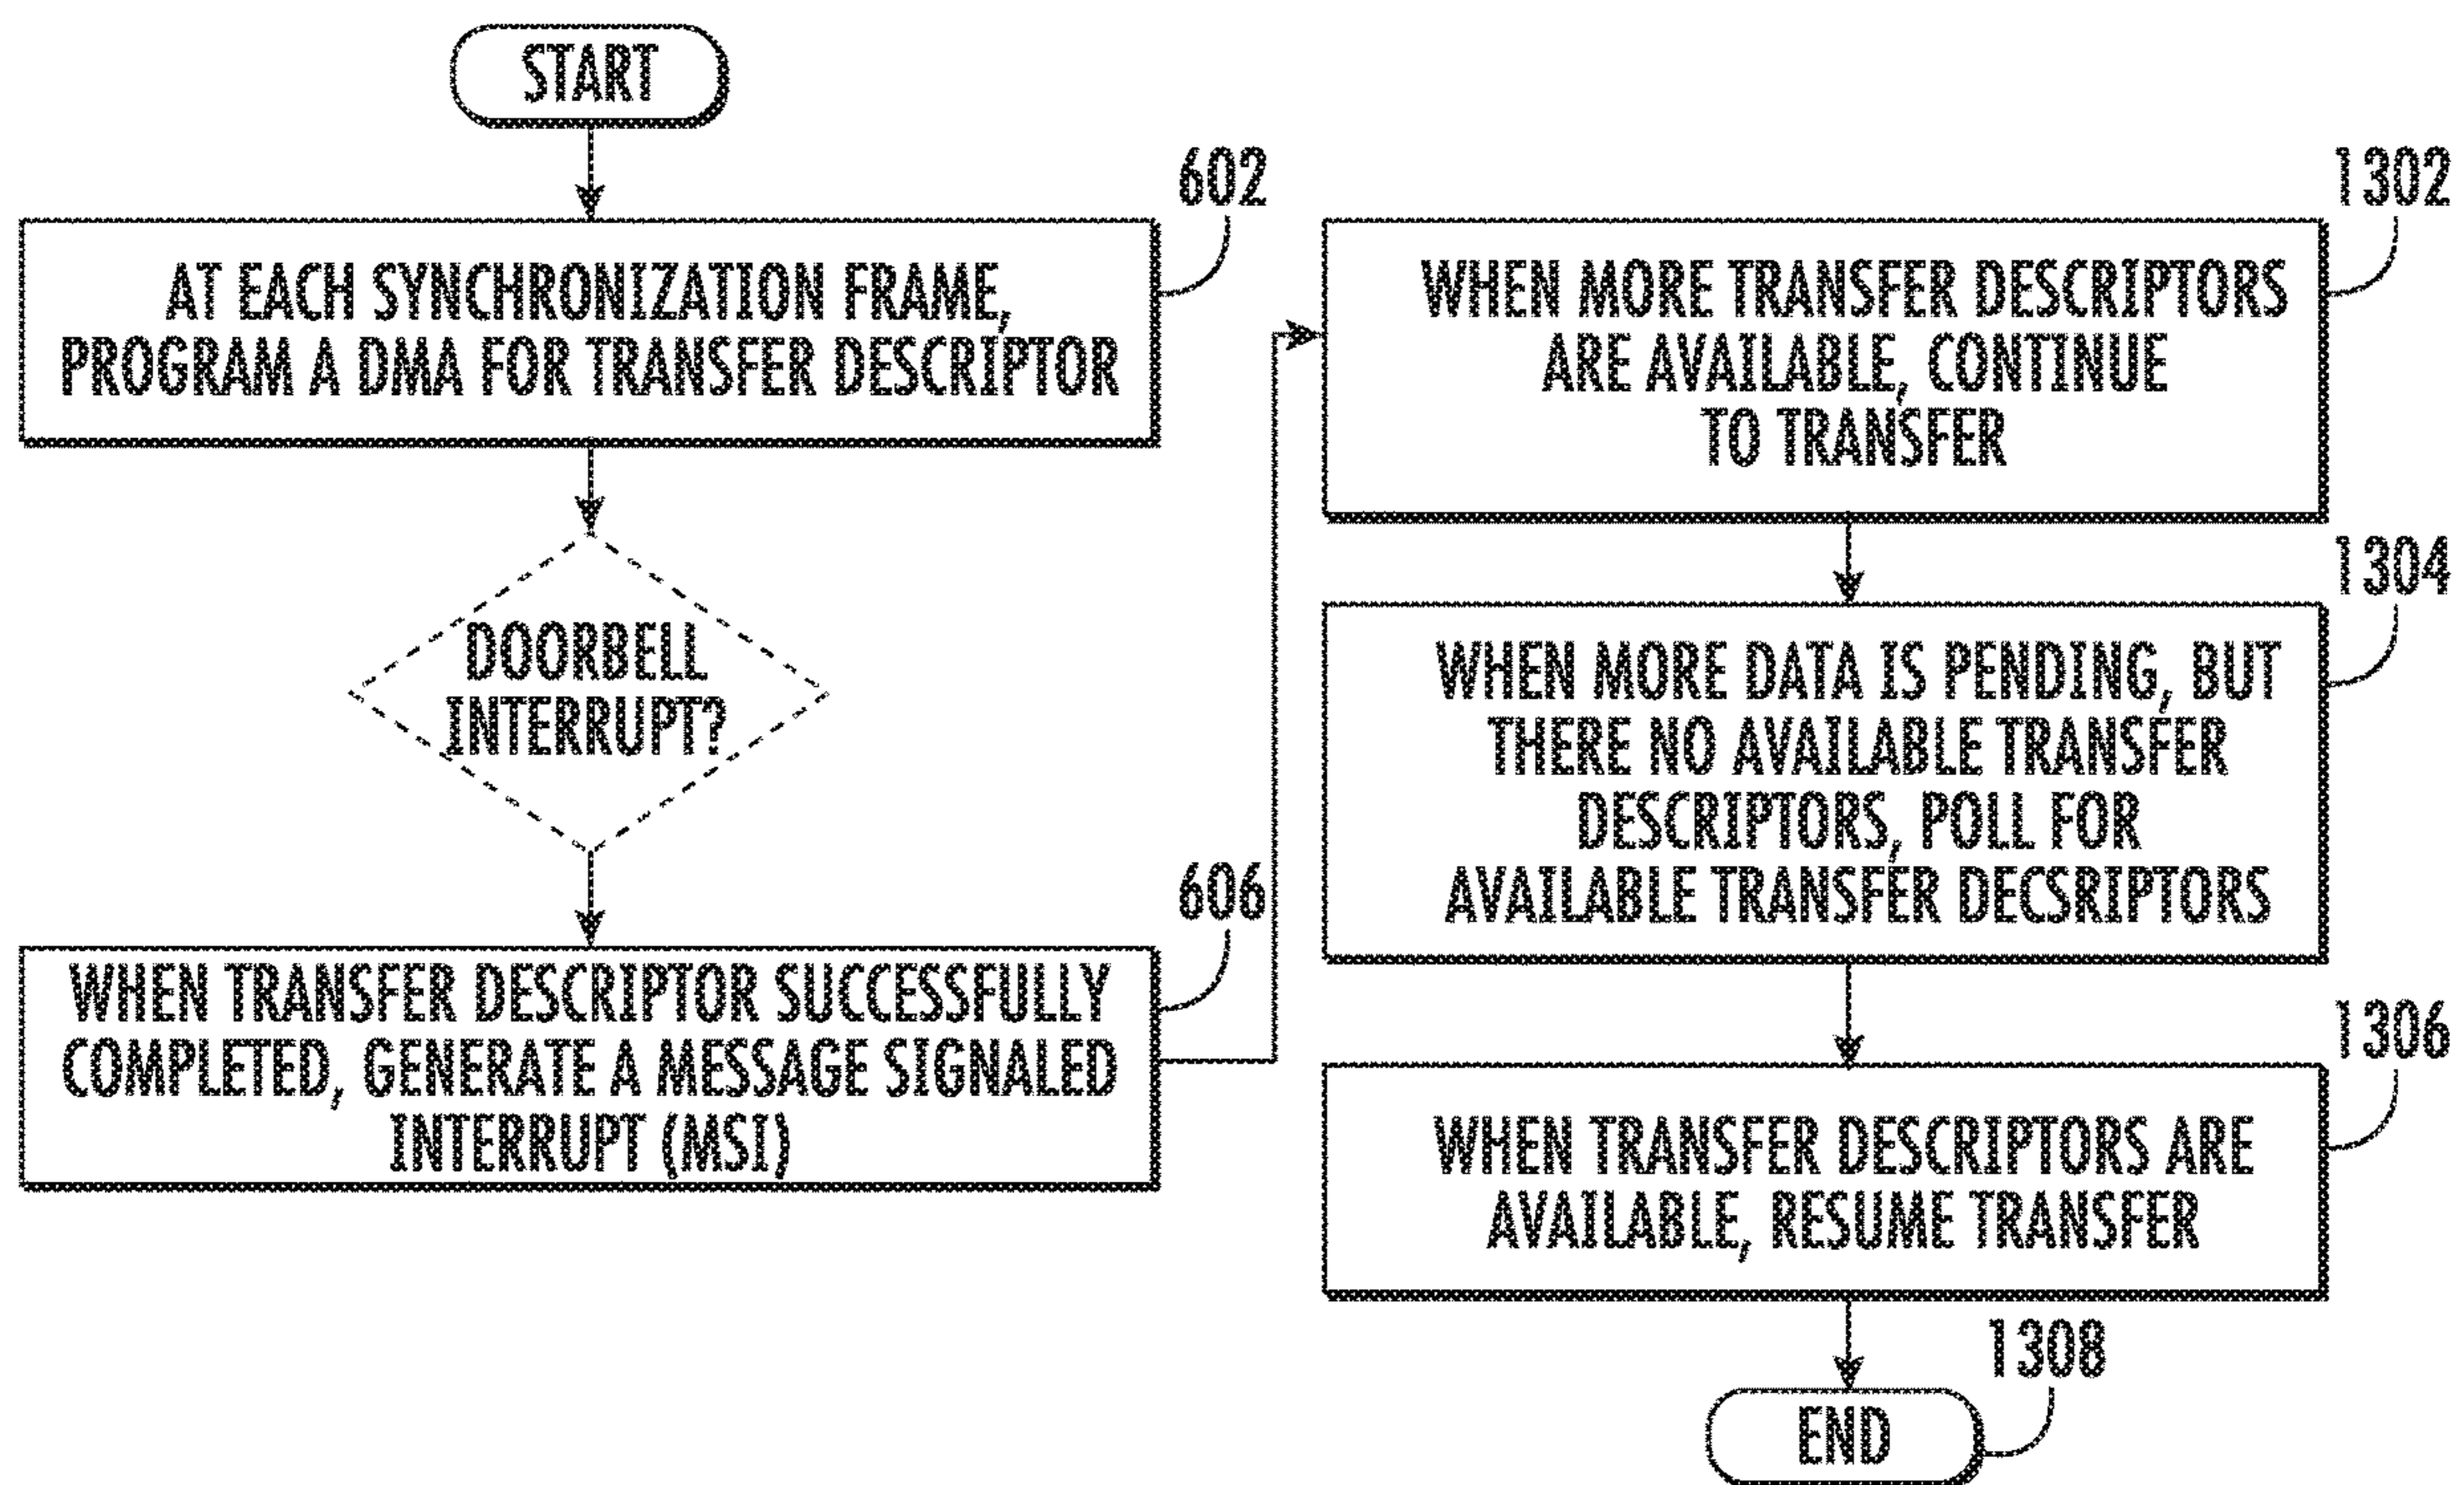 START
602
AT EACH SYNCHRONIZATION FRAME,
PROGRAM A DMA FOR TRANSFER DESCRIPTOR
DOORBELL
INTERRUPT?
606
WHEN TRANSFER DESCRIPTOR SUCCESSFULLY
COMPLETED, GENERATE A MESSAGE SIGNALED
INTERRUPT (MSI)
1302
WHEN MORE TRANSFER DESCRIPTORS
ARE AVAILABLE, CONTINUE
TO TRANSFER
1304
WHEN MORE DATA IS PENDING, BUT
THERE NO AVAILABLE TRANSFER
DESCRIPTORS, POLL FOR
AVAILABLE TRANSFER DECSRIPTORS
1306
WHEN TRANSFER DESCRIPTORS ARE
AVAILABLE, RESUME TRANSFER
1308
END